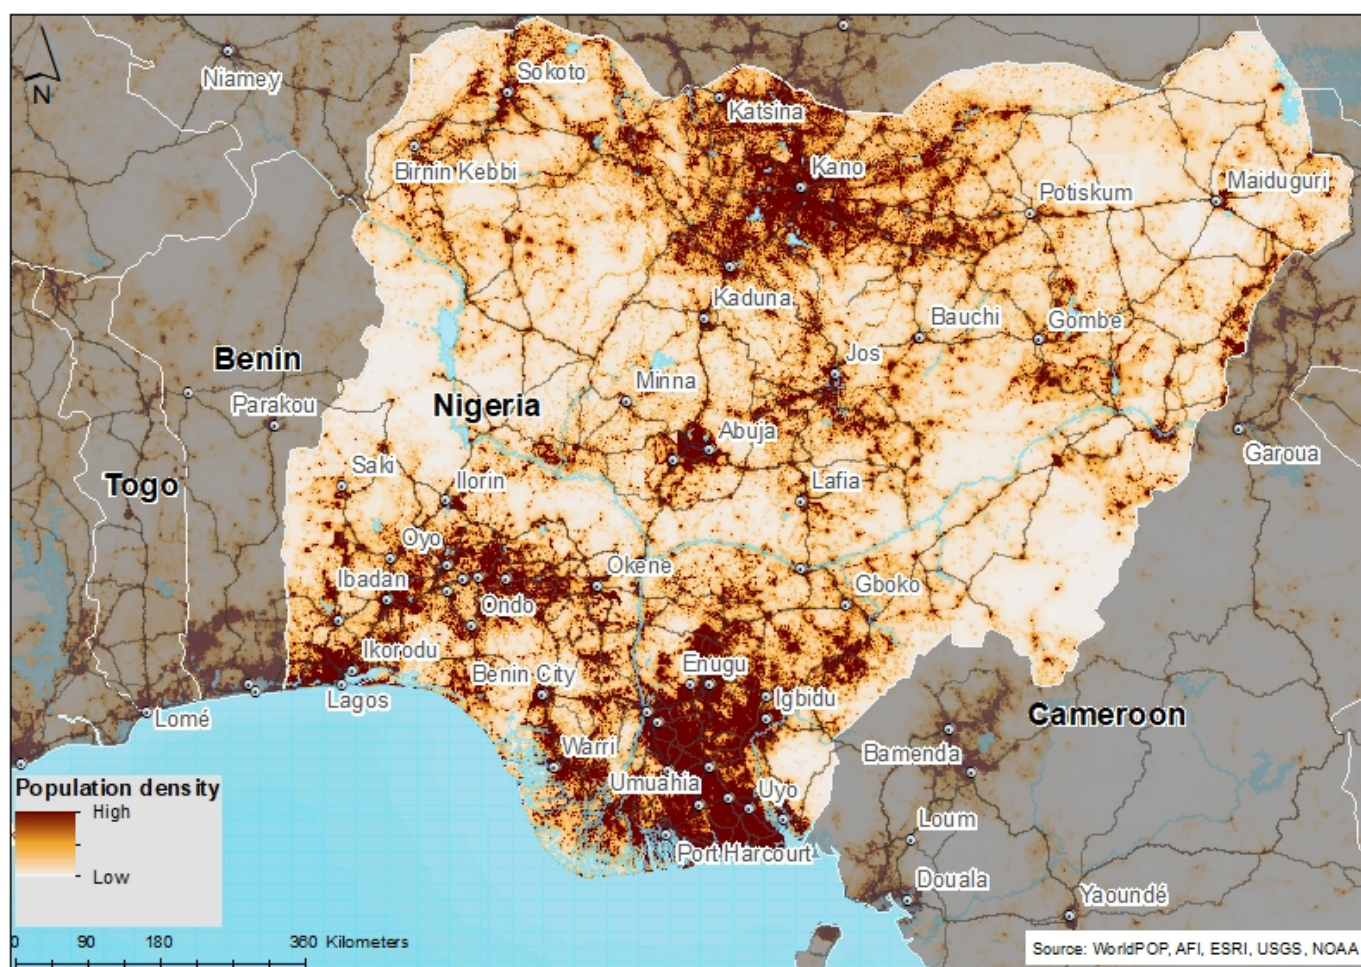 Niamey
N
Sokoto
Katsina
Birnin Kebbi
Kano
Potiskum
Maiduguri
Kaduna
Bauchi
Gombe
Benin
Jos
Parakou
Minna
Nigeria
Abuja
Garoua
Togo
Saki
Ilorin
Lafia
Oyo
Ibadan
Okene
Gboko
Ondo
Ikorodu
Benin City
Enugu
Igbidu
Lagos
Lomé
Cameroon
Warri
Bamenda
Umuahia
Uyo
Population density
High
Low
Loum
Port Harcourt
Douala
Yaoundé
0 90 180 360 Kilometers
Source: WorldPOP, AFI, ESRI, USGS, NOAA